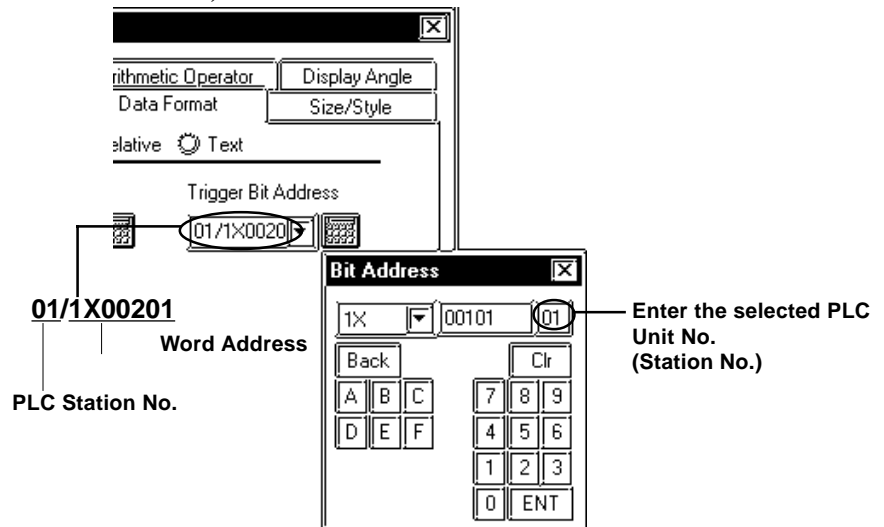 rithmetic Operator Display Angle
Data Format Size/Style
elative Text
Trigger Bit Address
01/1X0020
Bit Address
01/1X00201
1X 00101 01
Enter the selected PLC
Unit No.
(Station No.)
Word Address
PLC Station No.
Back Clr
A B C 7 8 9
D E F 4 5 6
1 2 3
0 ENT